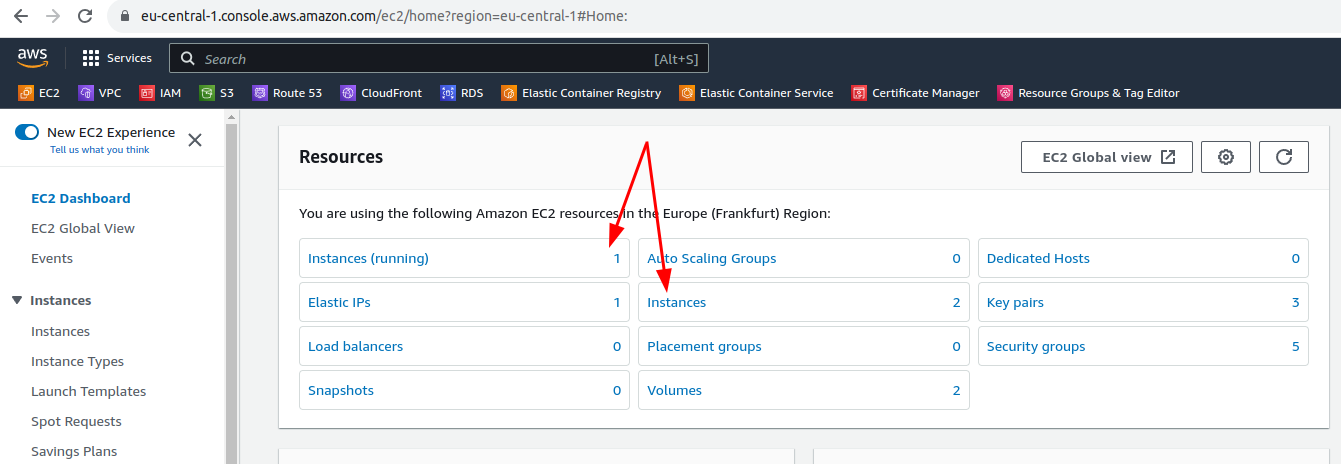 eu-central-1.console.aws.amazon.com/ec2/home?region=eu-central-1#Home:
aws Services Search [Alt+S]
EC2 VPC IAM S3 Route 53 CloudFront RDS Elastic Container Registry Elastic Container Service Certificate Manager Resource Groups & Tag Editor
New EC2 Experience
Tell us what you think
EC2 Dashboard
EC2 Global View
Events
Instances
Instances
Instance Types
Launch Templates
Spot Requests
Savings Plans
Resources
EC2 Global view
You are using the following Amazon EC2 resources in the Europe (Frankfurt) Region:
Instances (running) 1 Auto Scaling Groups 0 Dedicated Hosts 0
Elastic IPs 1 Instances 2 Key pairs 3
Load balancers 0 Placement groups 0 Security groups 5
Snapshots 0 Volumes 2